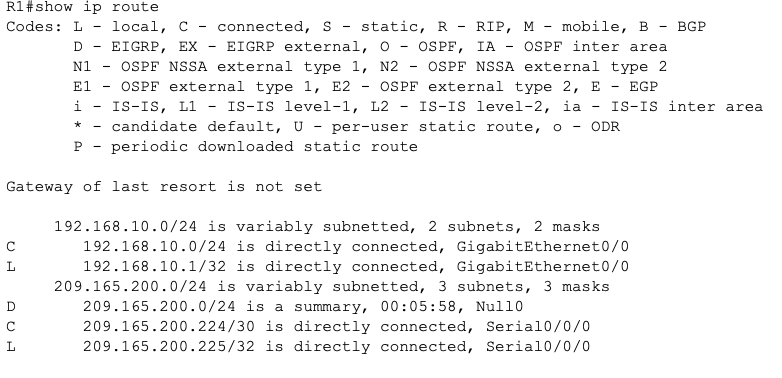 R1#show ip route
Codes: L - local, C - connected, S - static, R - RIP, M - mobile, B - BGP
       D - EIGRP, EX - EIGRP external, O - OSPF, IA - OSPF inter area
       N1 - OSPF NSSA external type 1, N2 - OSPF NSSA external type 2
       E1 - OSPF external type 1, E2 - OSPF external type 2, E - EGP
       i - IS-IS, L1 - IS-IS level-1, L2 - IS-IS level-2, ia - IS-IS inter area
       * - candidate default, U - per-user static route, o - ODR
       P - periodic downloaded static route

Gateway of last resort is not set

     192.168.10.0/24 is variably subnetted, 2 subnets, 2 masks
C       192.168.10.0/24 is directly connected, GigabitEthernet0/0
L       192.168.10.1/32 is directly connected, GigabitEthernet0/0
     209.165.200.0/24 is variably subnetted, 3 subnets, 3 masks
D       209.165.200.0/24 is a summary, 00:05:58, Null0
C       209.165.200.224/30 is directly connected, Serial0/0/0
L       209.165.200.225/32 is directly connected, Serial0/0/0